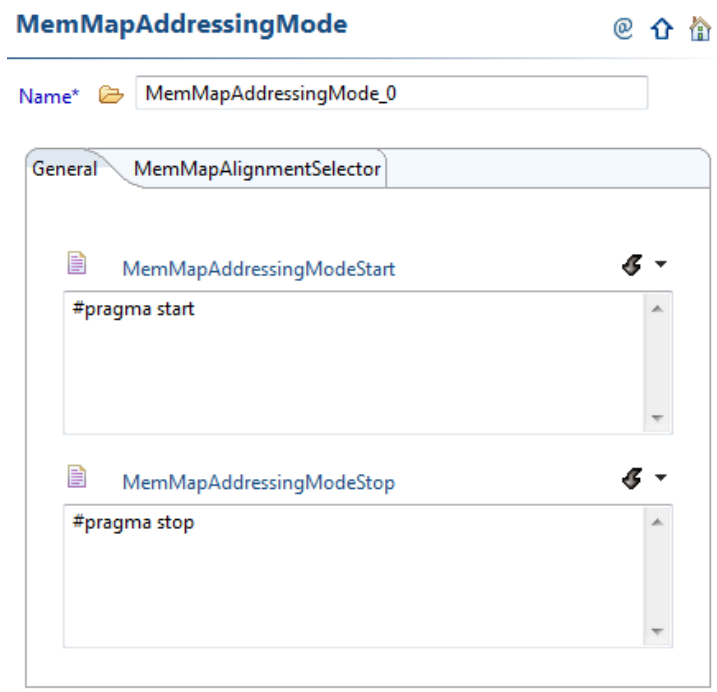 MemMapAddressingMode
Name* MemMapAddressingMode_0
General MemMapAlignmentSelector
MemMapAddressingModeStart
#pragma start
MemMapAddressingModeStop
#pragma stop